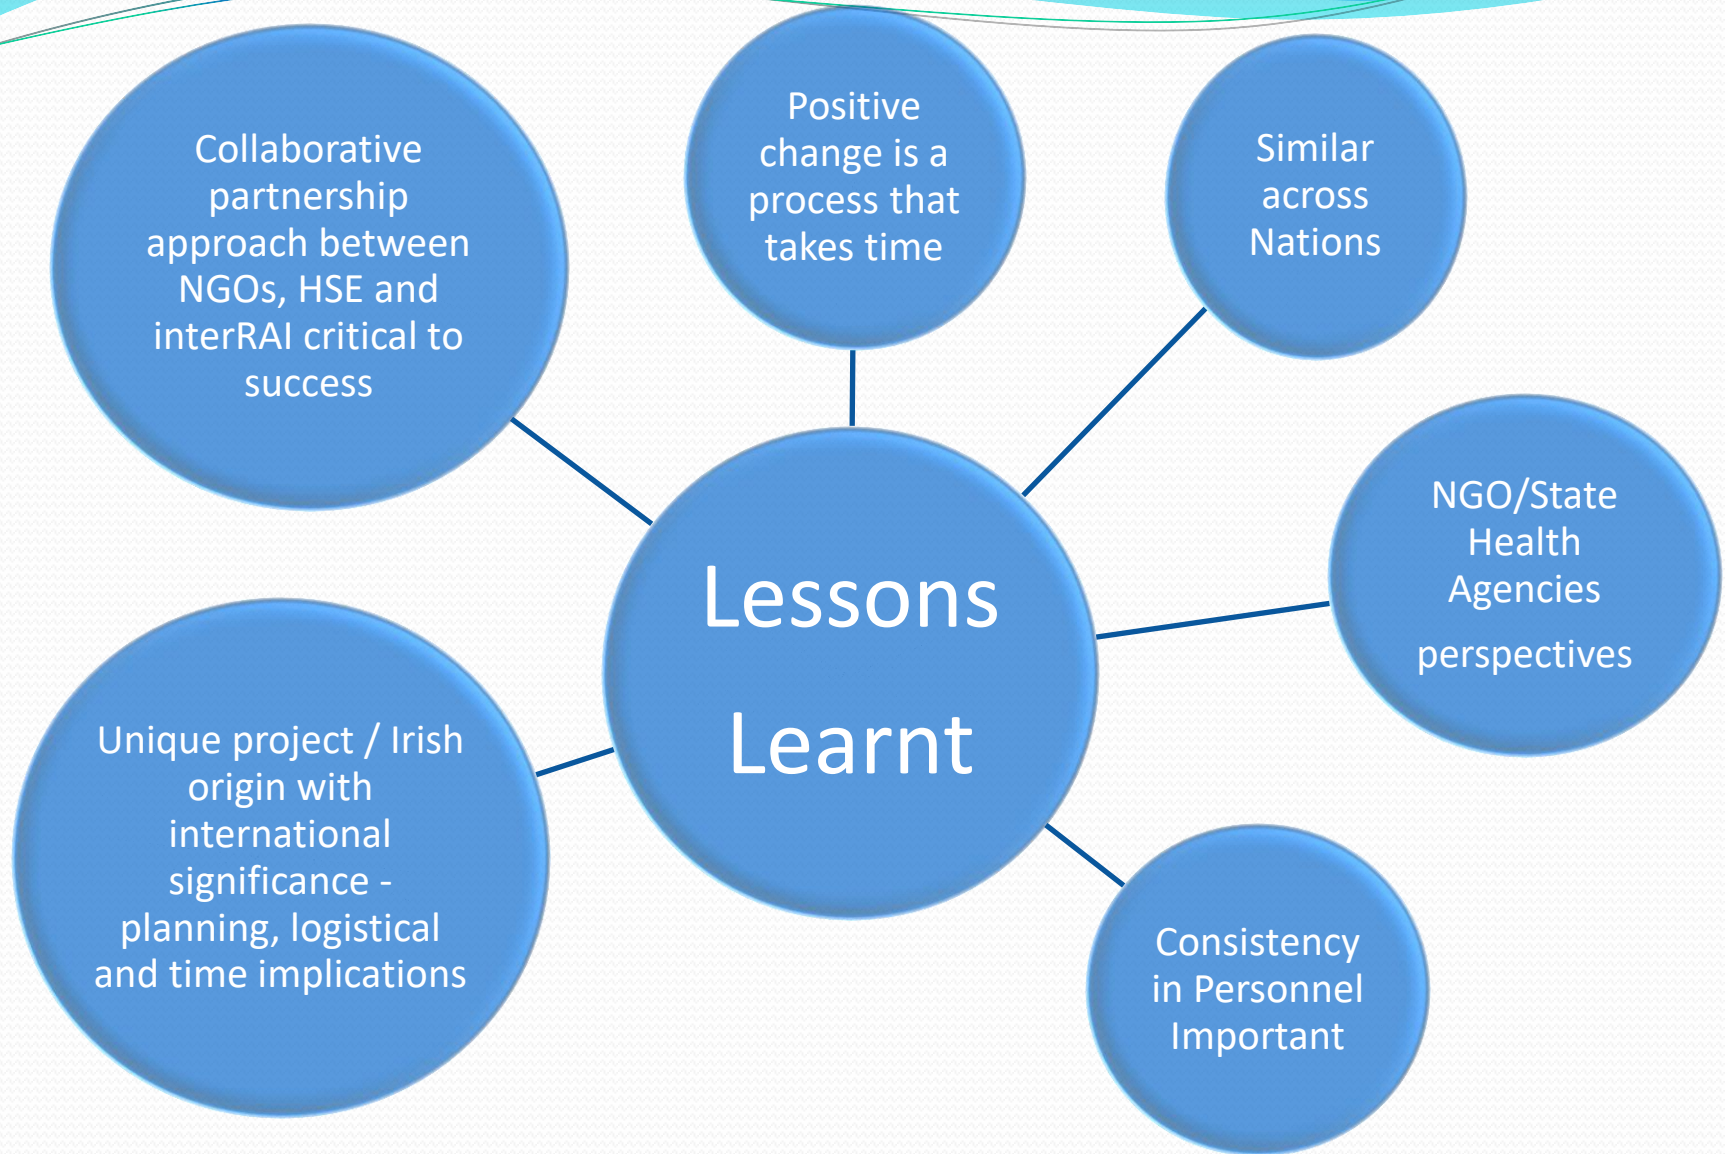 Collaborative
partnership
approach between
NGOs, HSE and
interRAI critical to
success
Positive
change is a
process that
takes time
Similar
across
Nations
NGO/State
Health
Agencies
perspectives
Lessons
Learnt
Unique project / Irish
origin with
international
significance -
planning, logistical
and time implications
Consistency
in Personnel
Important